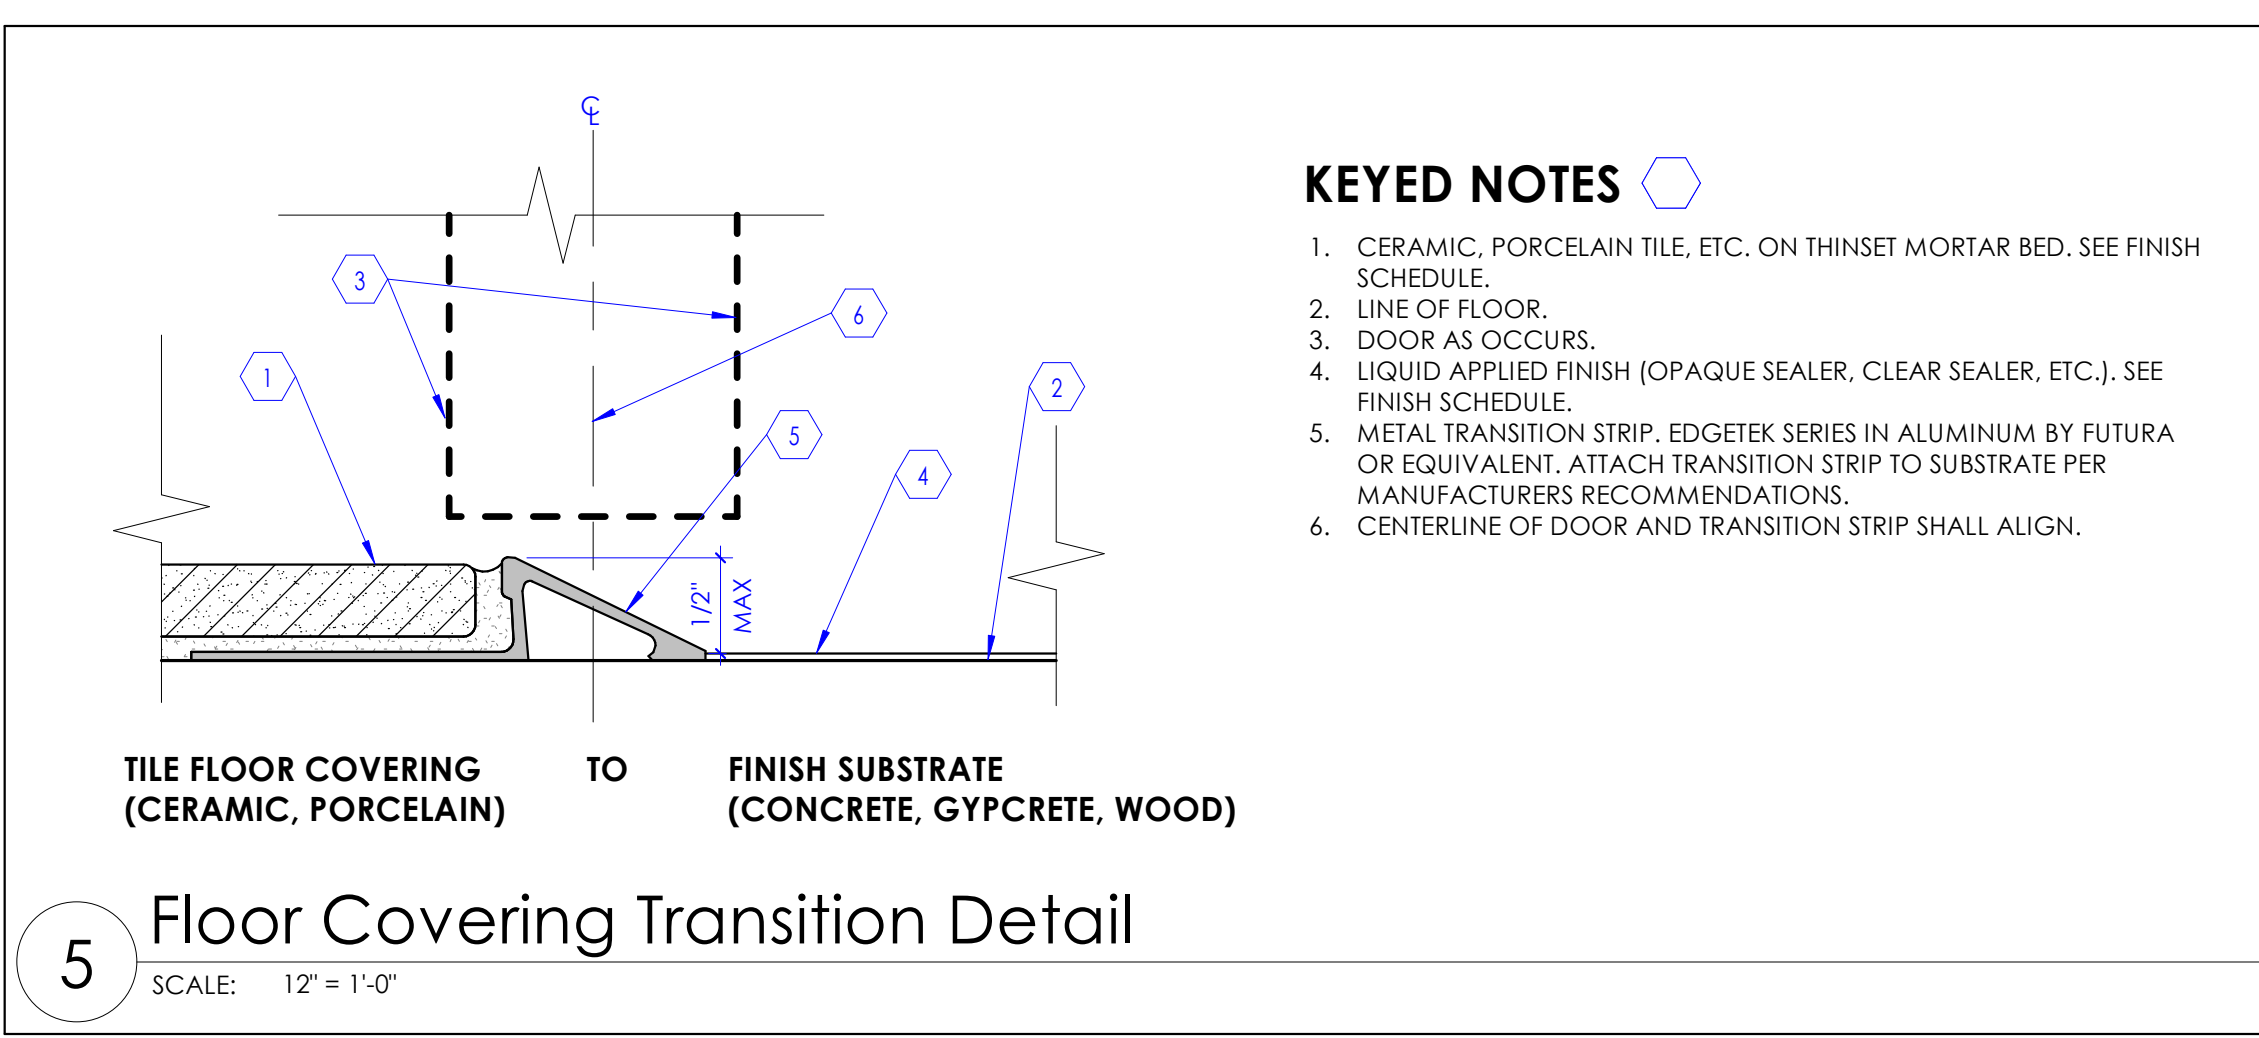 ℄
3
6
1
2
5
4
1/2"
MAX
TILE FLOOR COVERING
(CERAMIC, PORCELAIN)
TO
FINISH SUBSTRATE
(CONCRETE, GYPCRETE, WOOD)
KEYED NOTES
1. CERAMIC, PORCELAIN TILE, ETC. ON THINSET MORTAR BED. SEE FINISH
SCHEDULE.
2. LINE OF FLOOR.
3. DOOR AS OCCURS.
4. LIQUID APPLIED FINISH (OPAQUE SEALER, CLEAR SEALER, ETC.). SEE
FINISH SCHEDULE.
5. METAL TRANSITION STRIP. EDGETEK SERIES IN ALUMINUM BY FUTURA
OR EQUIVALENT. ATTACH TRANSITION STRIP TO SUBSTRATE PER
MANUFACTURERS RECOMMENDATIONS.
6. CENTERLINE OF DOOR AND TRANSITION STRIP SHALL ALIGN.
5
Floor Covering Transition Detail
SCALE: 12" = 1'-0"